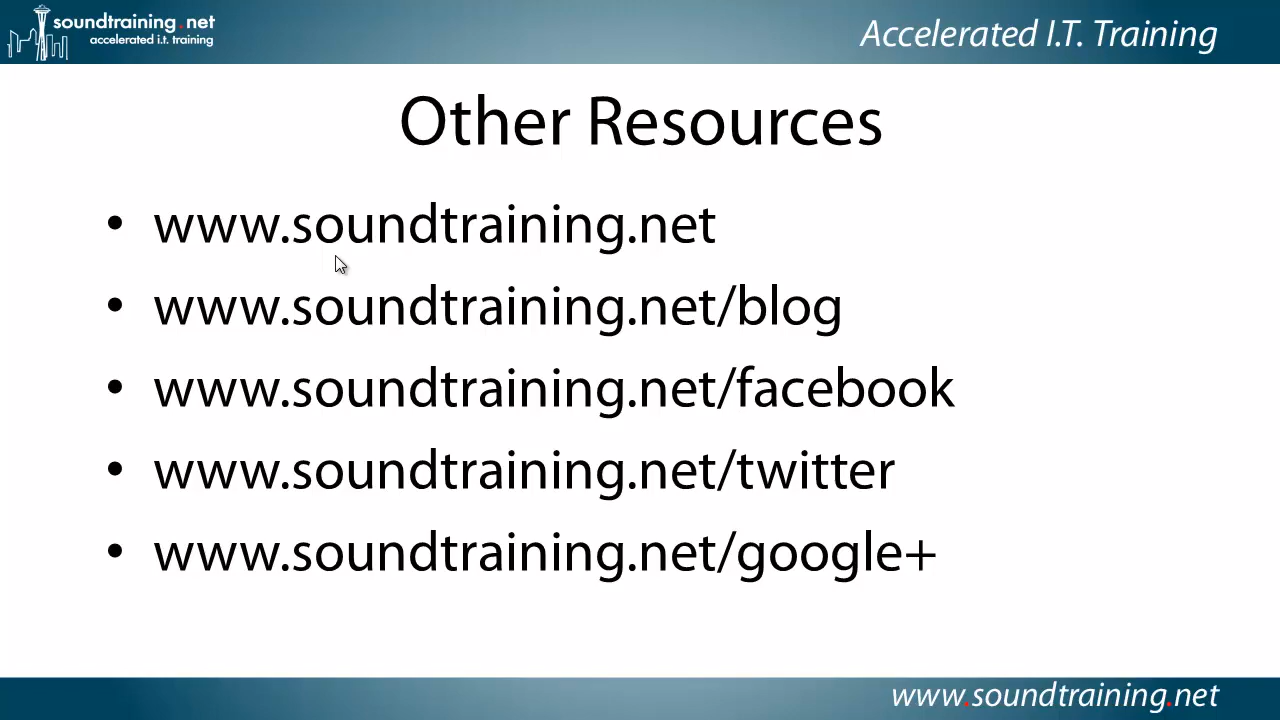 soundtraining.net
accelerated i.t. training
Accelerated I.T. Training
Other Resources
• www.soundtraining.net
• www.soundtraining.net/blog
• www.soundtraining.net/facebook
• www.soundtraining.net/twitter
• www.soundtraining.net/google+
www.soundtraining.net